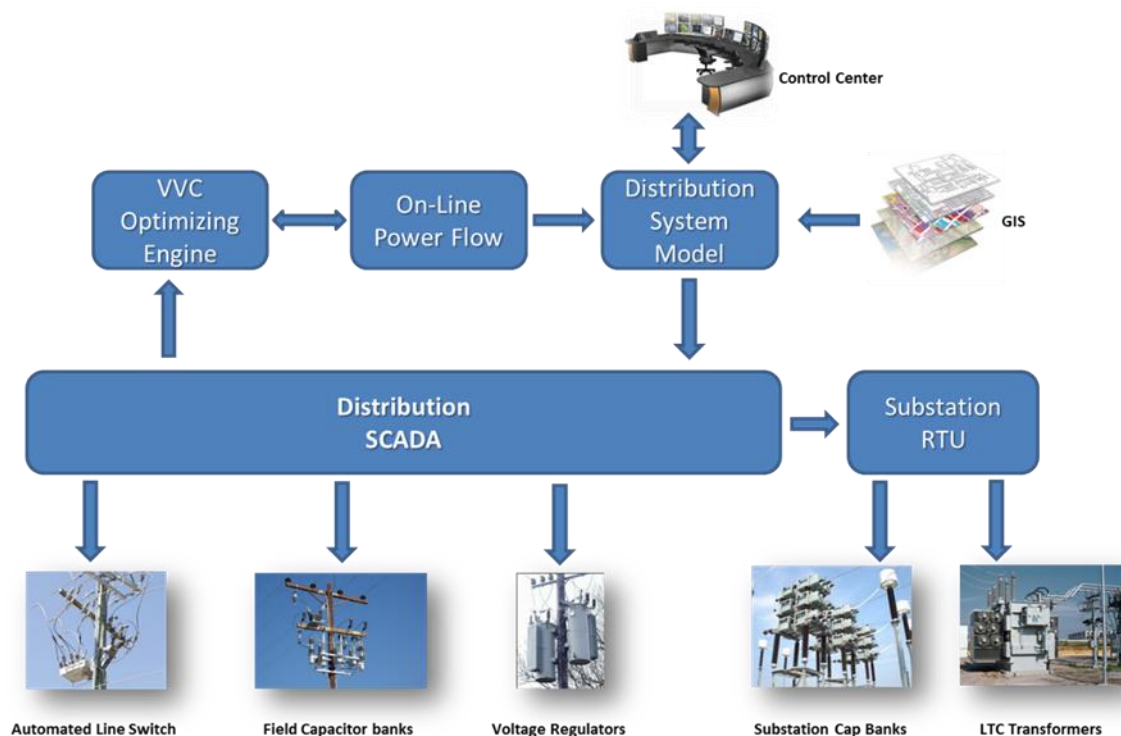 Control Center
VVC
Optimizing
Engine
On-Line
Power Flow
Distribution
System
Model
GIS
Distribution
SCADA
Substation
RTU
Automated Line Switch
Field Capacitor banks
Voltage Regulators
Substation Cap Banks
LTC Transformers